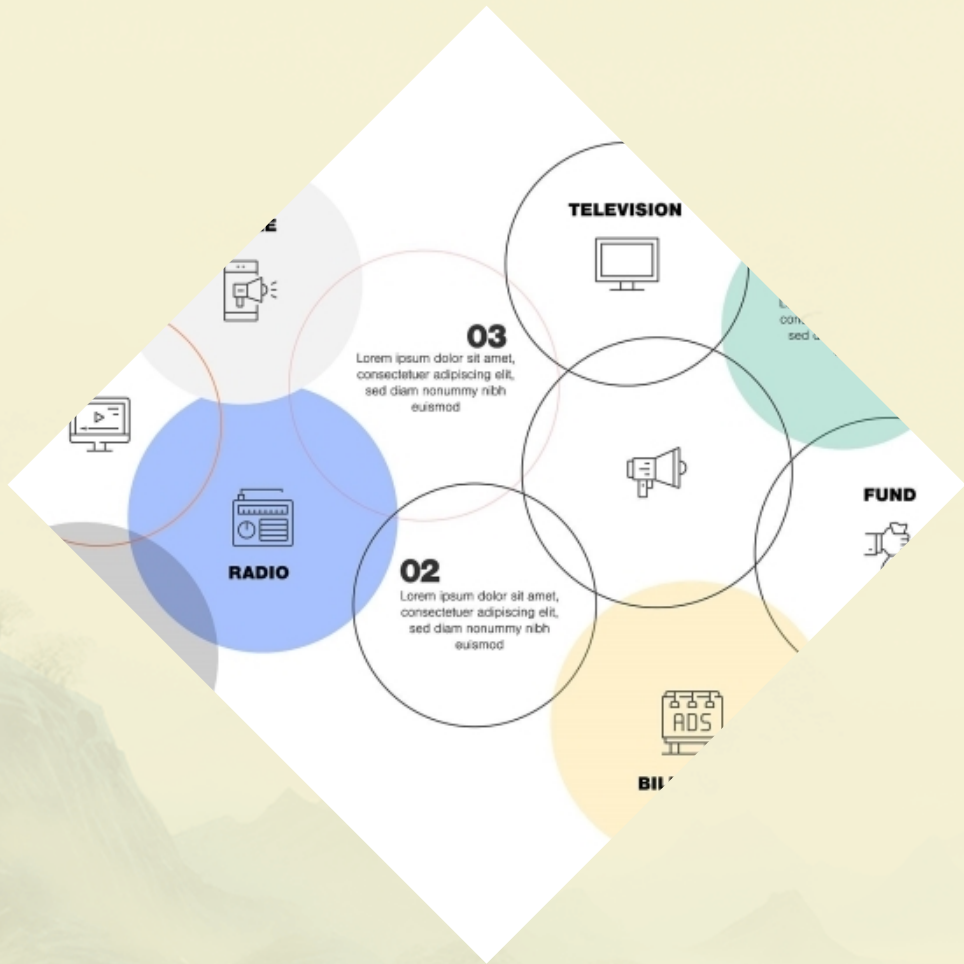 TELEVISION
03
Lorem ipsum dolor sit amet,
consectetuer adipiscing elit,
sed diam nonummy nibh
euismod
FUND
RADIO
02
Lorem ipsum dolor sit amet,
consectetuer adipiscing elit,
sed diam nonummy nibh
euismod
ADS